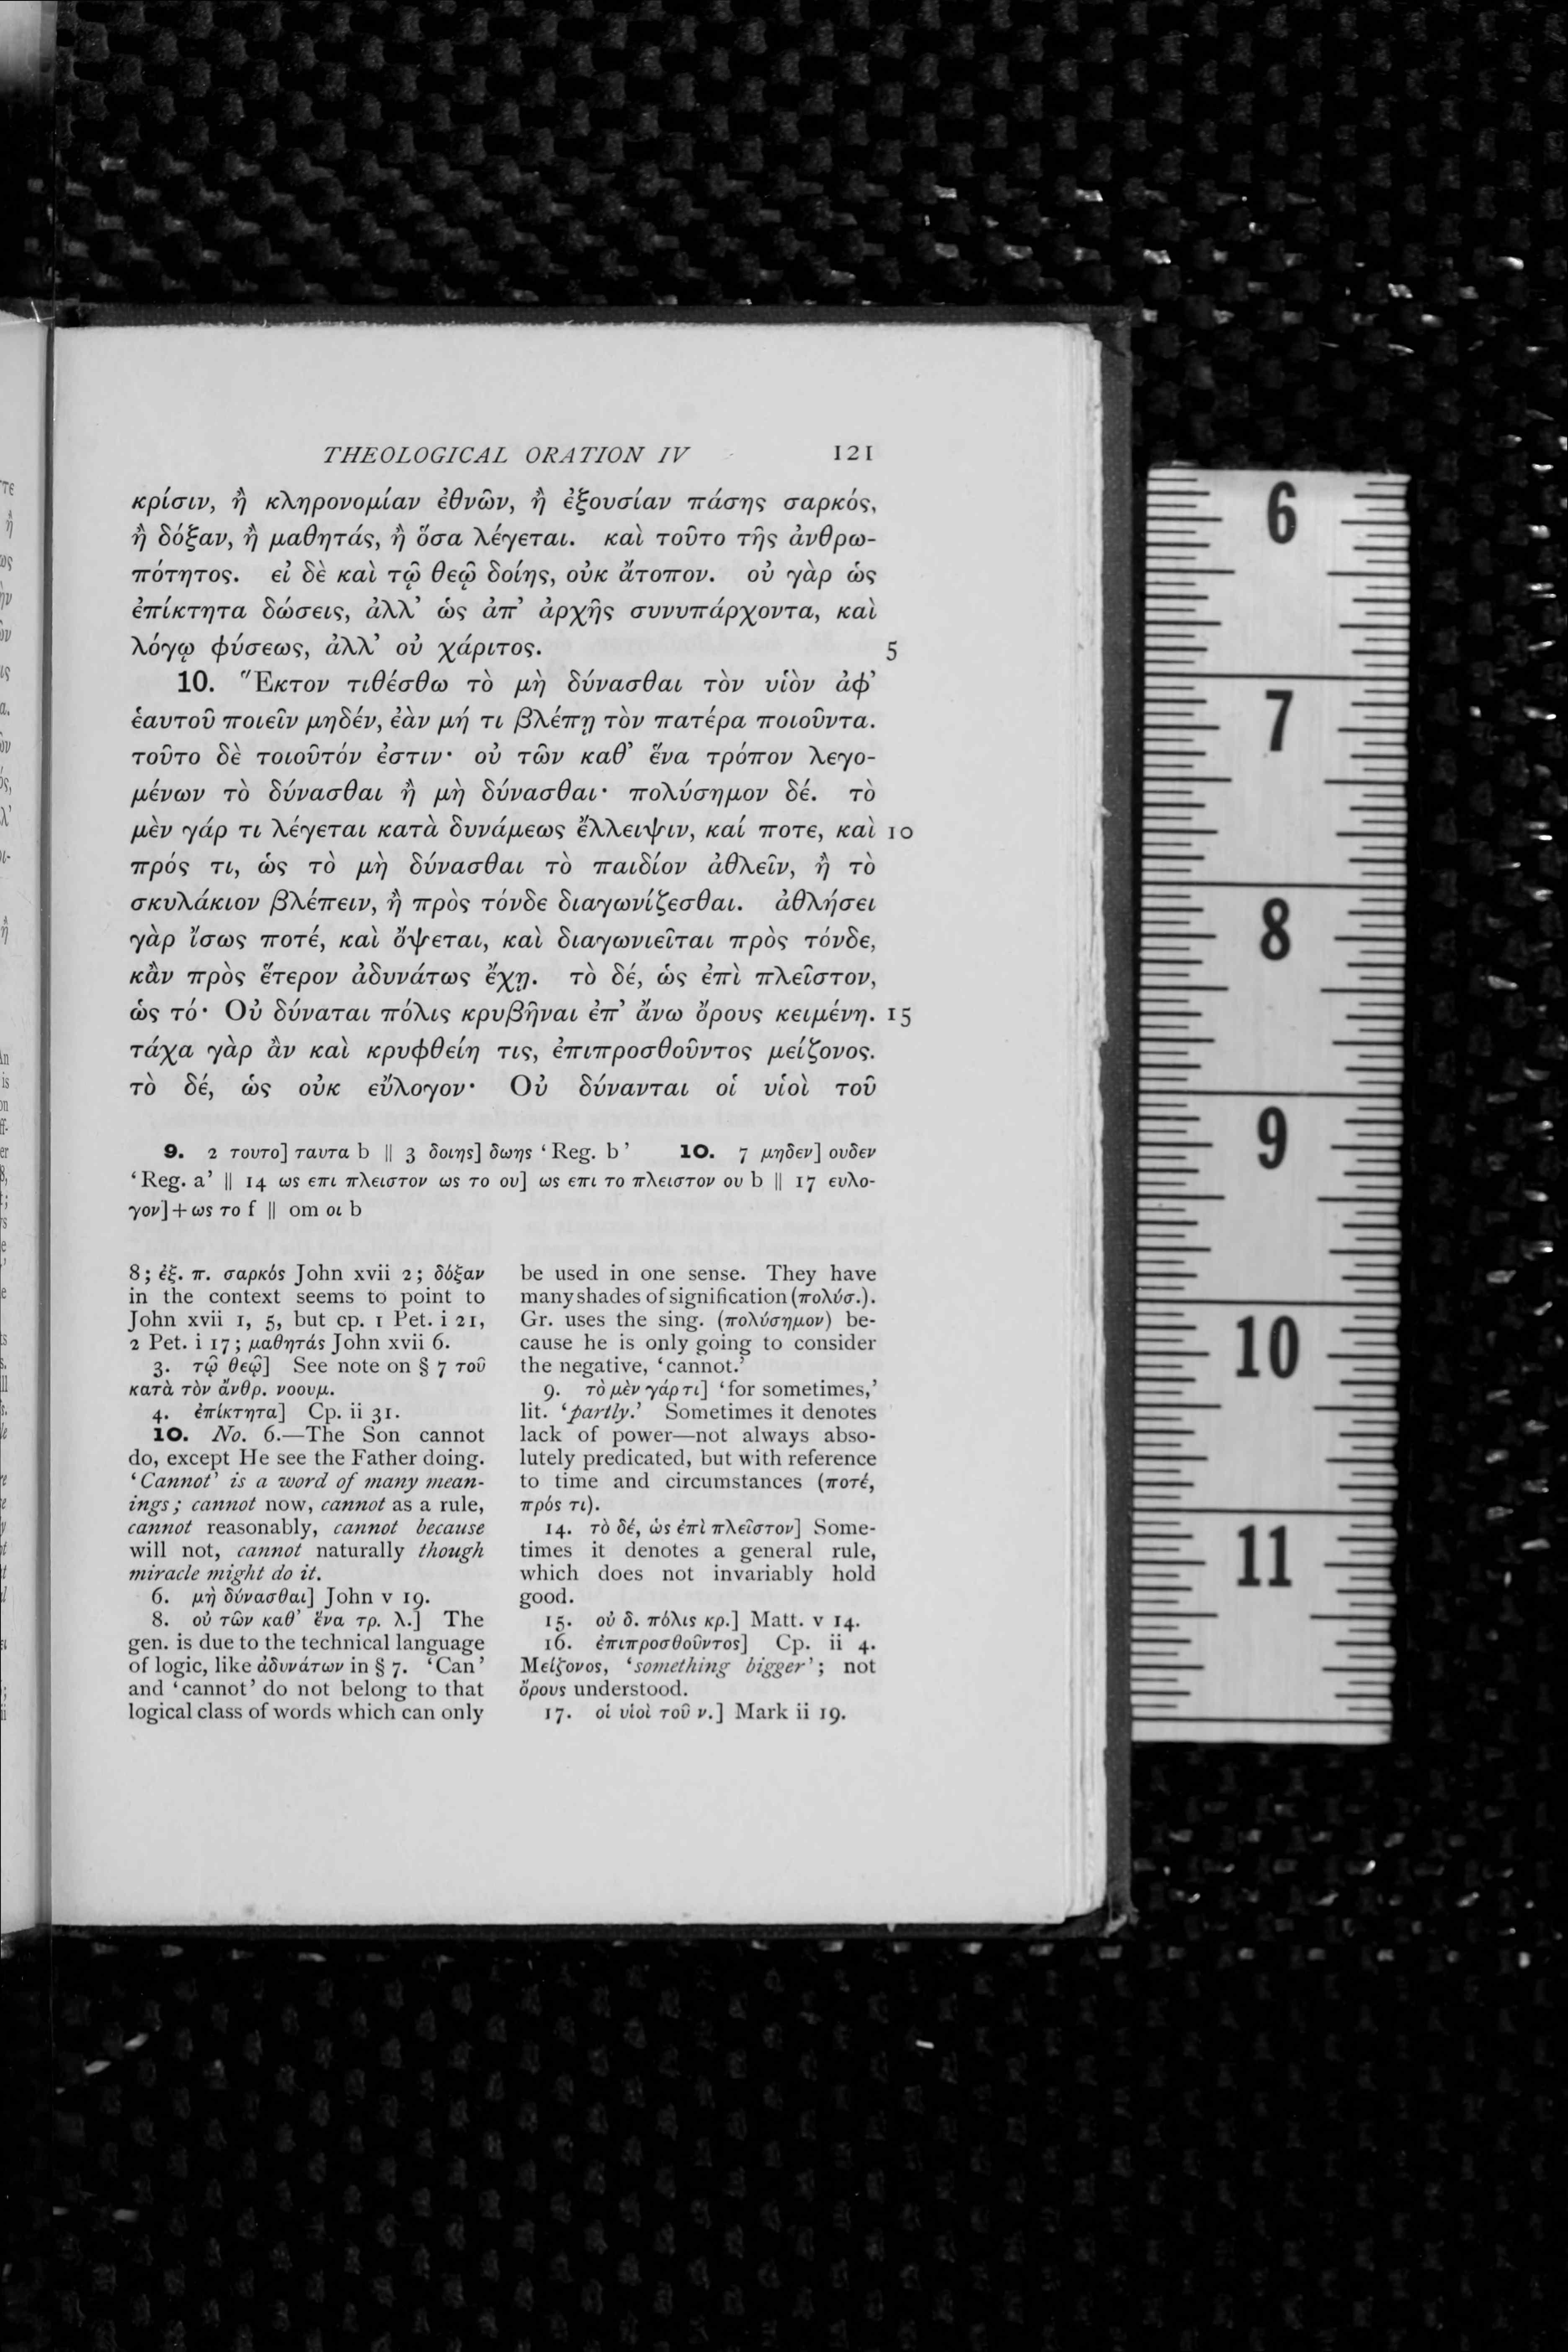 THEOLOGICAL ORATION IV 121
κρίσιν, ἢ κληρονομίαν ἐθνῶν, ἢ ἐξουσίαν πάσης σαρκός,
ἢ δόξαν, ἢ μαθητάς, ἢ ὅσα λέγεται. καὶ τοῦτο τῆς ἀνθρω-
πότητος. εἰ δὲ καὶ τῷ θεῷ δοίης, οὐκ ἄτοπον. οὐ γὰρ ὡς
ἐπίκτητα δώσεις, ἀλλ’ ὡς ἀπ’ ἀρχῆς συνυπάρχοντα, καὶ
λόγῳ φύσεως, ἀλλ’ οὐ χάριτος. 5
10. Ἕκτον τιθέσθω τὸ μὴ δύνασθαι τὸν υἱὸν ἀφ’
ἑαυτοῦ ποιεῖν μηδέν, ἐὰν μή τι βλέπῃ τὸν πατέρα ποιοῦντα.
τοῦτο δὲ τοιοῦτόν ἐστιν· οὐ τῶν καθ’ ἕνα τρόπον λεγο-
μένων τὸ δύνασθαι ἢ μὴ δύνασθαι· πολύσημον δέ. τὸ
μὲν γάρ τι λέγεται κατὰ δυνάμεως ἔλλειψιν, καί ποτε, καὶ 10
πρός τι, ὡς τὸ μὴ δύνασθαι τὸ παιδίον ἀθλεῖν, ἢ τὸ
σκυλάκιον βλέπειν, ἢ πρὸς τόνδε διαγωνίζεσθαι. ἀθλήσει
γὰρ ἴσως ποτέ, καὶ ὄψεται, καὶ διαγωνιεῖται πρὸς τόνδε,
κἂν πρὸς ἕτερον ἀδυνάτως ἔχῃ. τὸ δέ, ὡς ἐπὶ πλεῖστον,
ὡς τό· Οὐ δύναται πόλις κρυβῆναι ἐπ’ ἄνω ὄρους κειμένη. 15
τάχα γὰρ ἂν καὶ κρυφθείη τις, ἐπιπροσθοῦντος μείζονος.
τὸ δέ, ὡς οὐκ εὔλογον· Οὐ δύνανται οἱ υἱοὶ τοῦ
9. 2 τουτο] ταυτα b || 3 δοιης] δωης ‘Reg. b’ 10. 7 μηδεν] ουδεν
‘Reg. a’ || 14 ως επι πλειστον ως το ου] ως επι το πλειστον ου b || 17 ευλο-
γον]+ως το f || om οι b
8; ἐξ. π. σαρκός John xvii 2; δόξαν
in the context seems to point to
John xvii 1, 5, but cp. 1 Pet. i 21,
2 Pet. i 17; μαθητάς John xvii 6.
3. τῷ θεῷ] See note on § 7 τοῦ
κατὰ τὸν ἄνθρ. νοουμ.
4. ἐπίκτητα] Cp. ii 31.
10. No. 6.—The Son cannot
do, except He see the Father doing.
‘Cannot’ is a word of many mean-
ings; cannot now, cannot as a rule,
cannot reasonably, cannot because
will not, cannot naturally though
miracle might do it.
6. μὴ δύνασθαι] John v 19.
8. οὐ τῶν καθ’ ἕνα τρ. λ.] The
gen. is due to the technical language
of logic, like ἀδυνάτων in § 7. ‘Can’
and ‘cannot’ do not belong to that
logical class of words which can only
be used in one sense. They have
many shades of signification (πολύσ.).
Gr. uses the sing. (πολύσημον) be-
cause he is only going to consider
the negative, ‘cannot.’
9. τὸ μὲν γάρ τι] ‘for sometimes,’
lit. ‘partly.’ Sometimes it denotes
lack of power—not always abso-
lutely predicated, but with reference
to time and circumstances (ποτέ,
πρός τι).
14. τὸ δέ, ὡς ἐπὶ πλεῖστον] Some-
times it denotes a general rule,
which does not invariably hold
good.
15. οὐ δ. πόλις κρ.] Matt. v 14.
16. ἐπιπροσθοῦντος] Cp. ii 4.
Μείζονος, ‘something bigger’; not
ὄρους understood.
17. οἱ υἱοὶ τοῦ ν.] Mark ii 19.
6
7
8
9
10
11